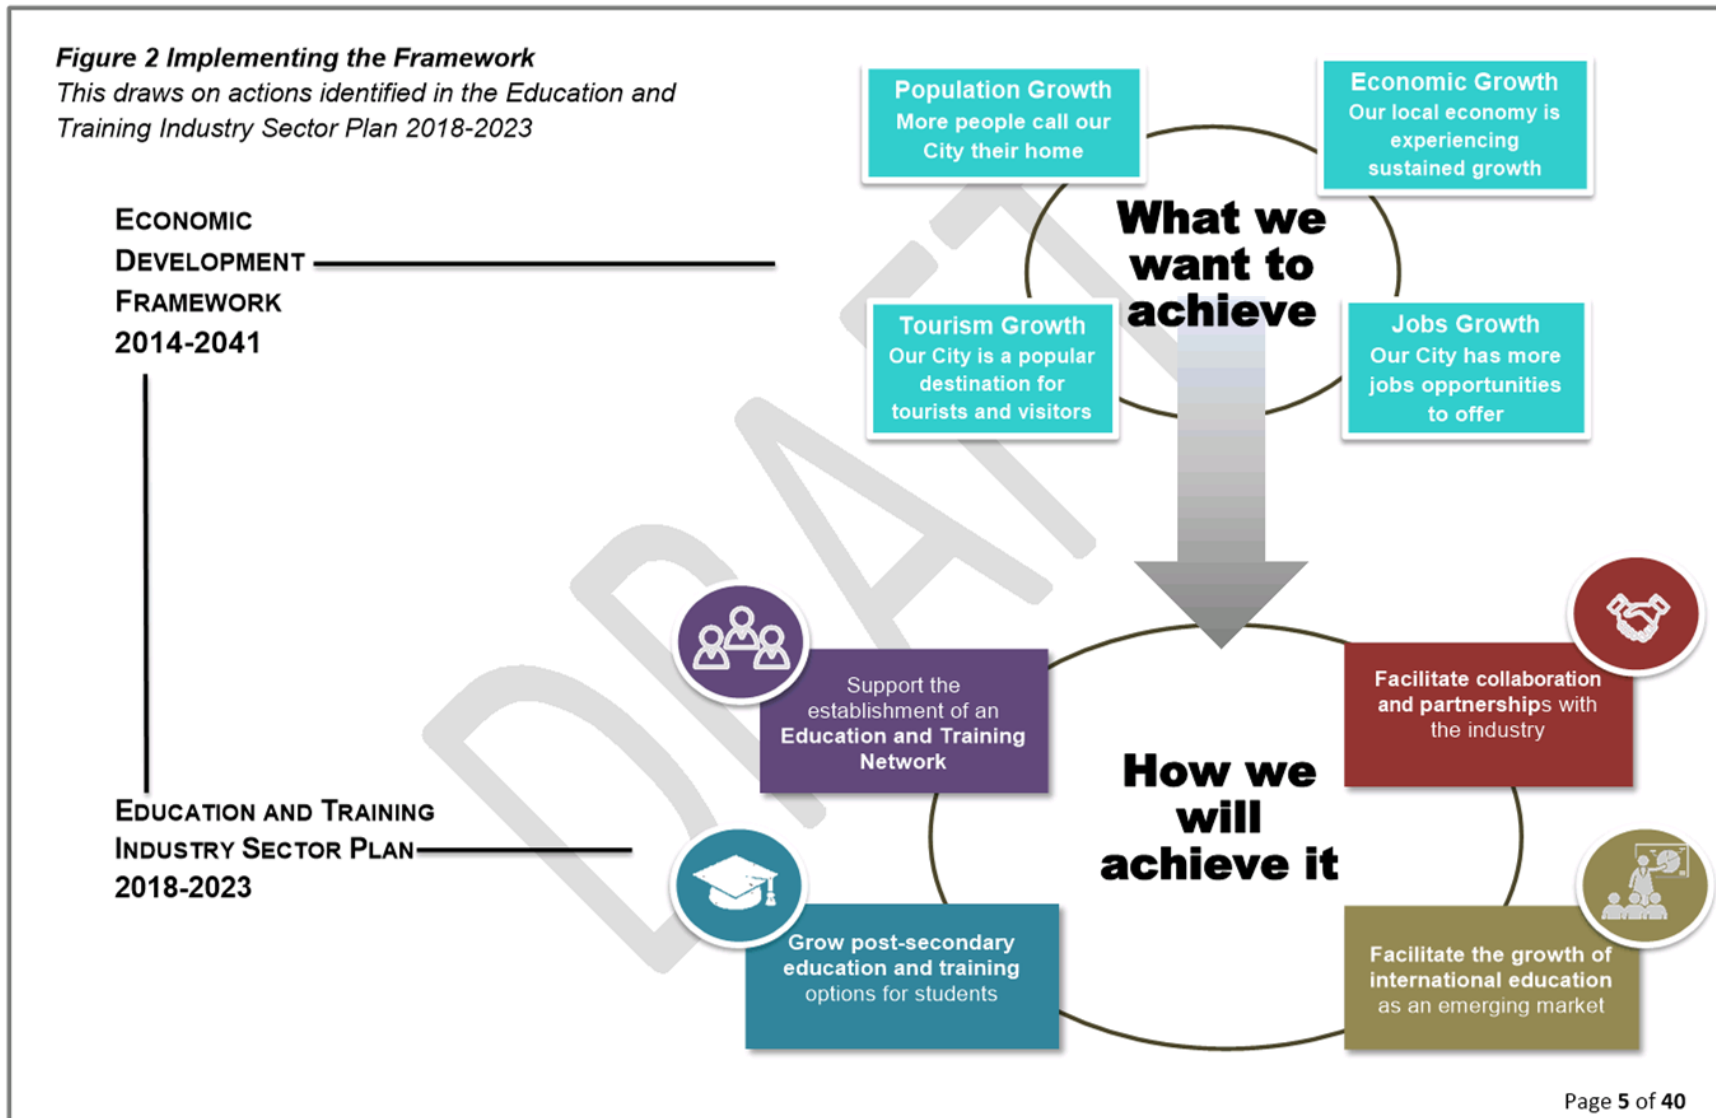 Figure 2 Implementing the Framework
This draws on actions identified in the Education and
Training Industry Sector Plan 2018-2023
ECONOMIC
DEVELOPMENT
FRAMEWORK
2014-2041
Population Growth
More people call our
City their home
Economic Growth
Our local economy is
experiencing
sustained growth
What we
want to
achieve
Tourism Growth
Our City is a popular
destination for
tourists and visitors
Jobs Growth
Our City has more
jobs opportunities
to offer
DRAFT
EDUCATION AND TRAINING
INDUSTRY SECTOR PLAN
2018-2023
Support the
establishment of an
Education and Training
Network
Facilitate collaboration
and partnerships with
the industry
How we
will
achieve it
Grow post-secondary
education and training
options for students
Facilitate the growth of
international education
as an emerging market
Page 5 of 40